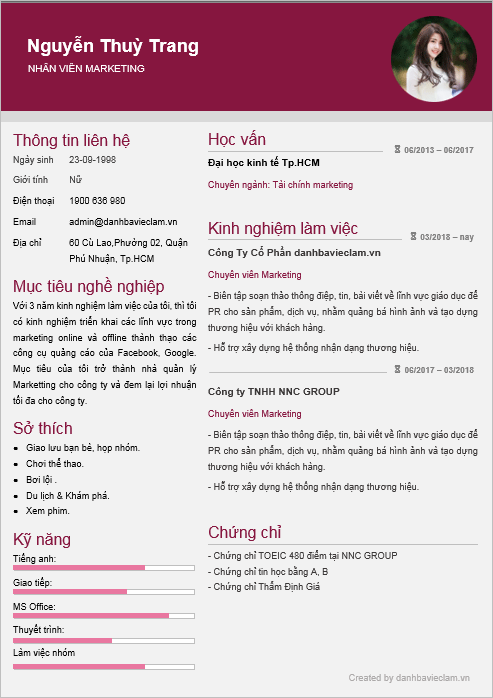 Nguyễn Thuỳ Trang
NHÂN VIÊN MARKETING
Thông tin liên hệ
Ngày sinh 23-09-1998
Giới tính Nữ
Điện thoại 1900 636 980
Email admin@danhbavieclam.vn
Địa chỉ 60 Cù Lao,Phường 02, Quận
Phú Nhuận, Tp.HCM
Mục tiêu nghề nghiệp
Với 3 năm kinh nghiệm làm việc của tôi, thì tôi
có kinh nghiệm triển khai các lĩnh vực trong
marketing online và offline thành thạo các
công cụ quảng cáo của Facebook, Google.
Mục tiêu của tôi trở thành nhà quản lý
Marketting cho công ty và đem lại lợi nhuận
tối đa cho công ty.
Sở thích
• Giao lưu bạn bè, họp nhóm.
• Chơi thể thao.
• Bơi lội .
• Du lịch & Khám phá.
• Xem phim.
Kỹ năng
Tiếng anh:
Giao tiếp:
MS Office:
Thuyết trình:
Làm việc nhóm
Học vấn
06/2013 – 06/2017
Đại học kinh tế Tp.HCM
Chuyên ngành: Tài chính marketing
Kinh nghiệm làm việc
03/2018 – nay
Công Ty Cổ Phần danhbavieclam.vn
Chuyên viên Marketing
- Biên tập soạn thảo thông điệp, tin, bài viết về lĩnh vực giáo dục để
PR cho sản phẩm, dịch vụ, nhằm quảng bá hình ảnh và tạo dựng
thương hiệu với khách hàng.
- Hỗ trợ xây dựng hệ thống nhận dạng thương hiệu.
06/2017 – 03/2018
Công ty TNHH NNC GROUP
Chuyên viên Marketing
- Biên tập soạn thảo thông điệp, tin, bài viết về lĩnh vực giáo dục để
PR cho sản phẩm, dịch vụ, nhằm quảng bá hình ảnh và tạo dựng
thương hiệu với khách hàng.
- Hỗ trợ xây dựng hệ thống nhận dạng thương hiệu.
Chứng chỉ
- Chứng chỉ TOEIC 480 điểm tại NNC GROUP
- Chứng chỉ tin học bằng A, B
- Chứng chỉ Thẩm Định Giá
Created by danhbavieclam.vn